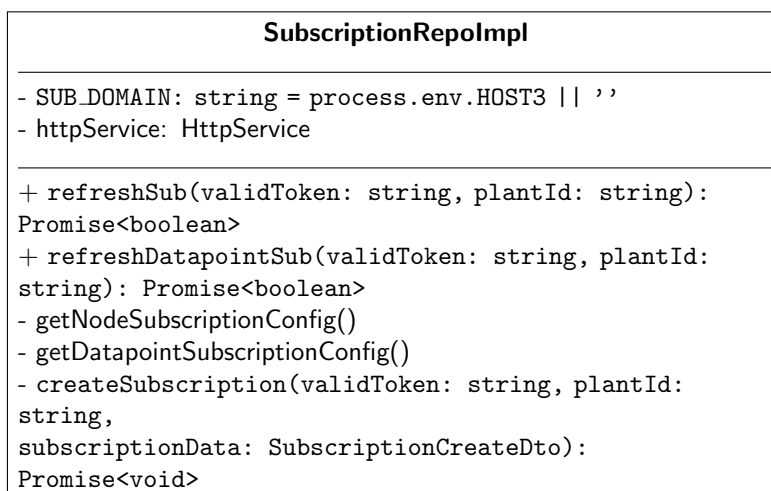 SubscriptionRepoImpl
- SUB_DOMAIN: string = process.env.HOST3 || ''
- httpService: HttpService
+ refreshSub(validToken: string, plantId: string):
Promise<boolean>
+ refreshDatapointSub(validToken: string, plantId:
string): Promise<boolean>
- getNodeSubscriptionConfig()
- getDatapointSubscriptionConfig()
- createSubscription(validToken: string, plantId:
string,
subscriptionData: SubscriptionCreateDto):
Promise<void>